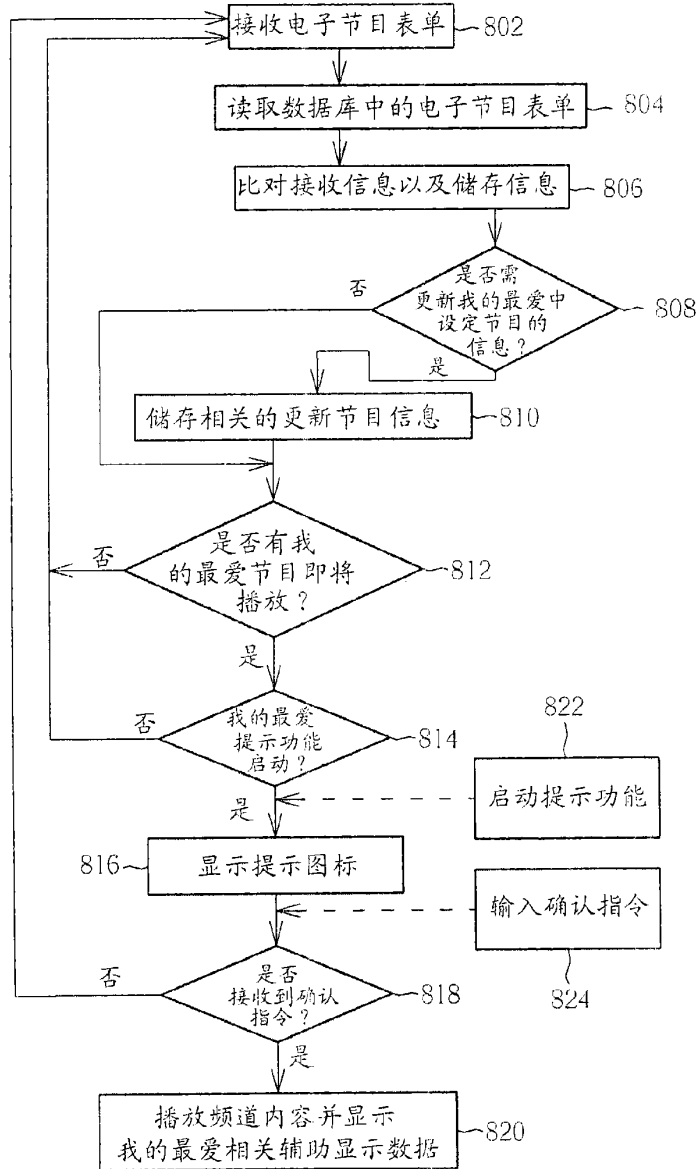 接收电子节目表单
802
读取数据库中的电子节目表单
804
比对接收信息以及储存信息
806
是否需
更新我的最爱中
设定节目的
信息？
808
否
是
储存相关的更新节目信息
810
是否有我
的最爱节目即将
播放？
812
否
是
我的最爱
提示功能
启动？
814
否
是
822
启动提示功能
816
显示提示图标
输入确认指令
824
是否
接收到确认
指令？
818
否
是
播放频道内容并显示
我的最爱相关辅助显示数据
820